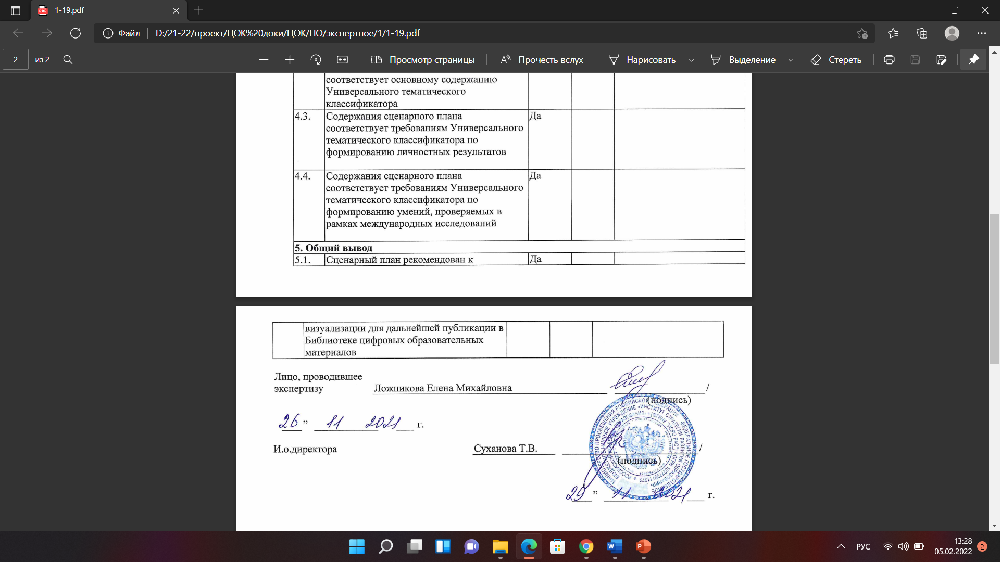 1-19.pdf
Файл
D:/21-22/проект/ЦОК%20доки/ЦОК/ПО/экспертное/1/1-19.pdf
2 из 2
Просмотр страницы
Прочесть вслух
Нарисовать
Выделение
Стереть
соответствует основному содержанию
Универсального тематического
классификатора
4.3. Содержания сценарного плана Да
соответствует требованиям Универсального
тематического классификатора по
формированию личностных результатов
4.4. Содержания сценарного плана Да
соответствует требованиям Универсального
тематического классификатора по
формированию умений, проверяемых в
рамках международных исследований
5. Общий вывод
5.1. Сценарный план рекомендован к Да
визуализации для дальнейшей публикации в
Библиотеке цифровых образовательных
материалов
Лицо, проводившее
экспертизу Ложникова Елена Михайловна /
(подпись)
26 ” 11 2021 г.
И.о.директора Суханова Т.В. /
(подпись)
29 ” 11 2021 г.
РУС
13:28
05.02.2022
2